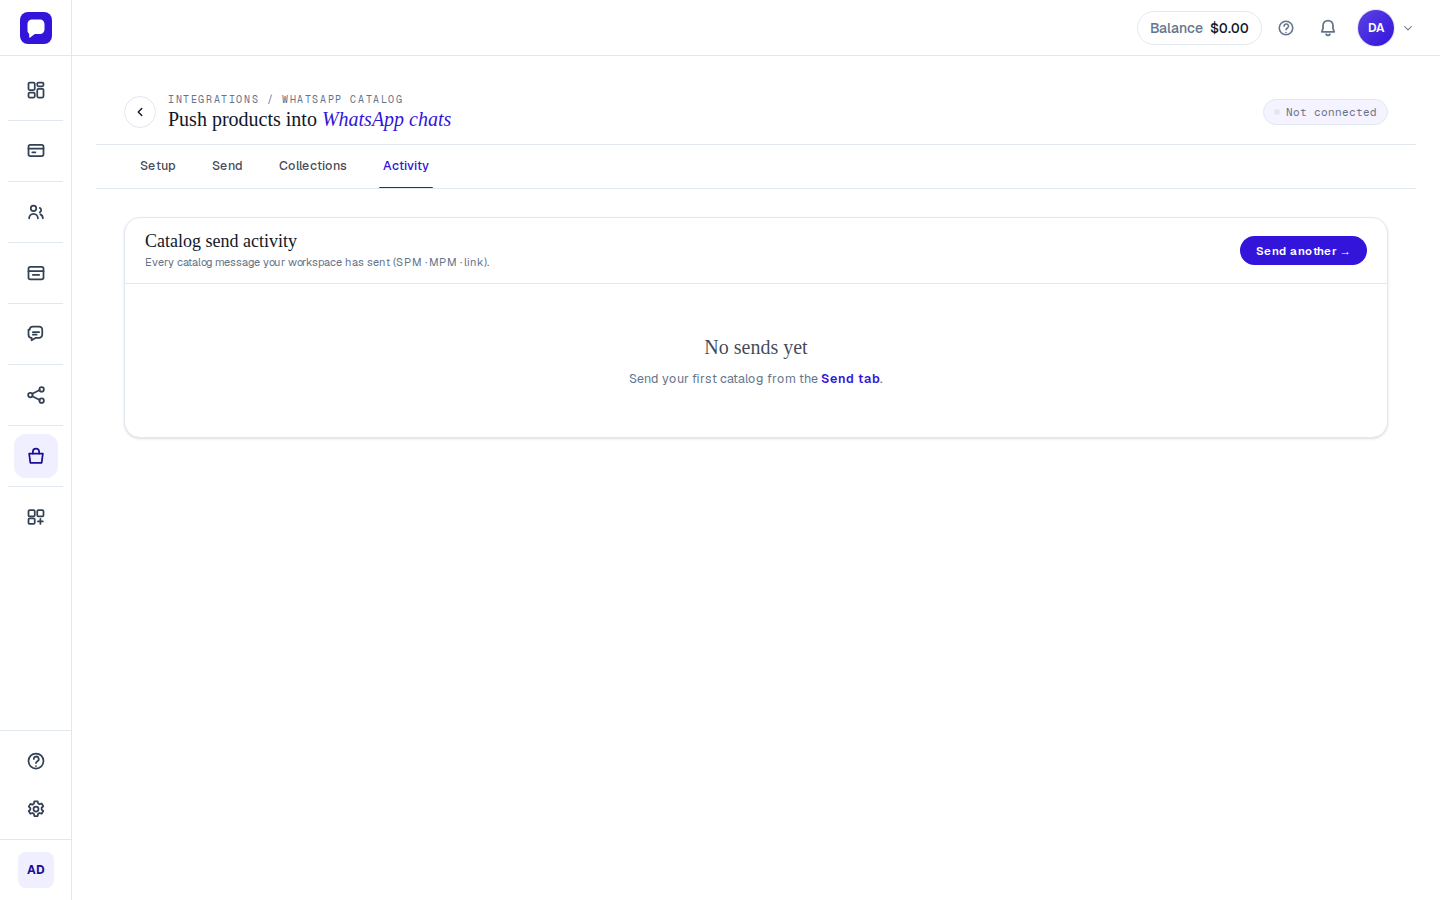 Balance $0.00
DA
INTEGRATIONS / WHATSAPP CATALOG
Push products into WhatsApp chats
Not connected
Setup Send Collections Activity
Catalog send activity
Every catalog message your workspace has sent (SPM · MPM · link).
Send another →
No sends yet
Send your first catalog from the Send tab.
AD